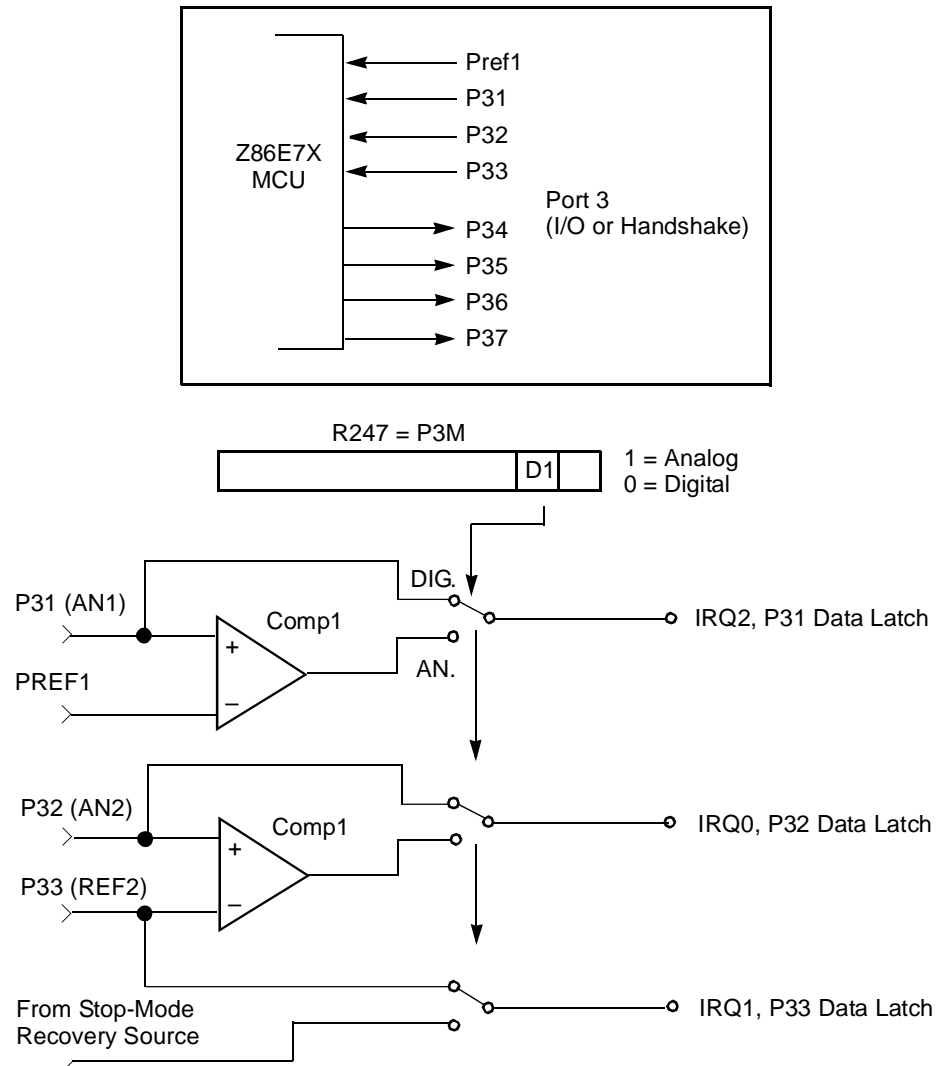 Pref1
P31
P32
P33
Z86E7X
MCU
Port 3
(I/O or Handshake)
P34
P35
P36
P37
R247 = P3M
D1
1 = Analog
0 = Digital
DIG.
P31 (AN1)
Comp1
+
IRQ2, P31 Data Latch
AN.
PREF1
–
P32 (AN2)
Comp1
+
IRQ0, P32 Data Latch
P33 (REF2)
–
From Stop-Mode
Recovery Source
IRQ1, P33 Data Latch